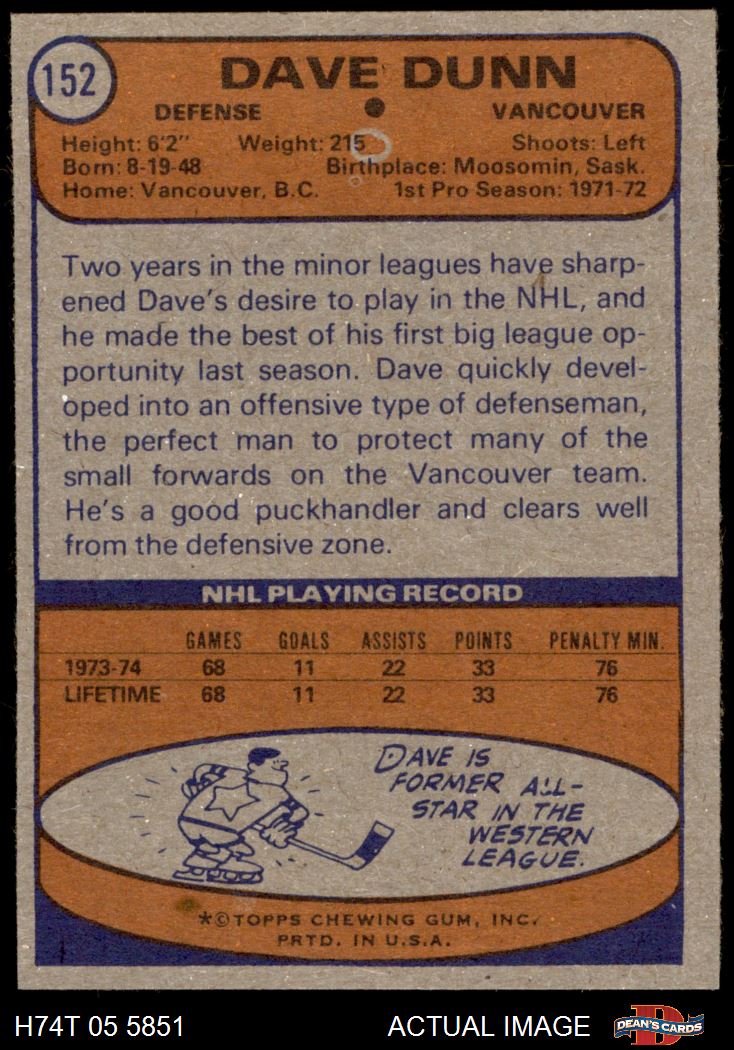 152
DAVE DUNN
DEFENSE VANCOUVER
Height: 6'2" Weight: 215 Shoots: Left
Born: 8-19-48 Birthplace: Moosomin, Sask.
Home: Vancouver, B.C. 1st Pro Season: 1971-72
Two years in the minor leagues have sharp-
ened Dave's desire to play in the NHL, and
he made the best of his first big league op-
portunity last season. Dave quickly devel-
oped into an offensive type of defenseman,
the perfect man to protect many of the
small forwards on the Vancouver team.
He's a good puckhandler and clears well
from the defensive zone.
NHL PLAYING RECORD
GAMES GOALS ASSISTS POINTS PENALTY MIN.
1973-74 68 11 22 33 76
LIFETIME 68 11 22 33 76
DAVE IS
FORMER ALL-
STAR IN THE
WESTERN
LEAGUE.
*©TOPPS CHEWING GUM, INC.
PRTD. IN U.S.A.
H74T 05 5851 ACTUAL IMAGE D DEAN'S CARDS